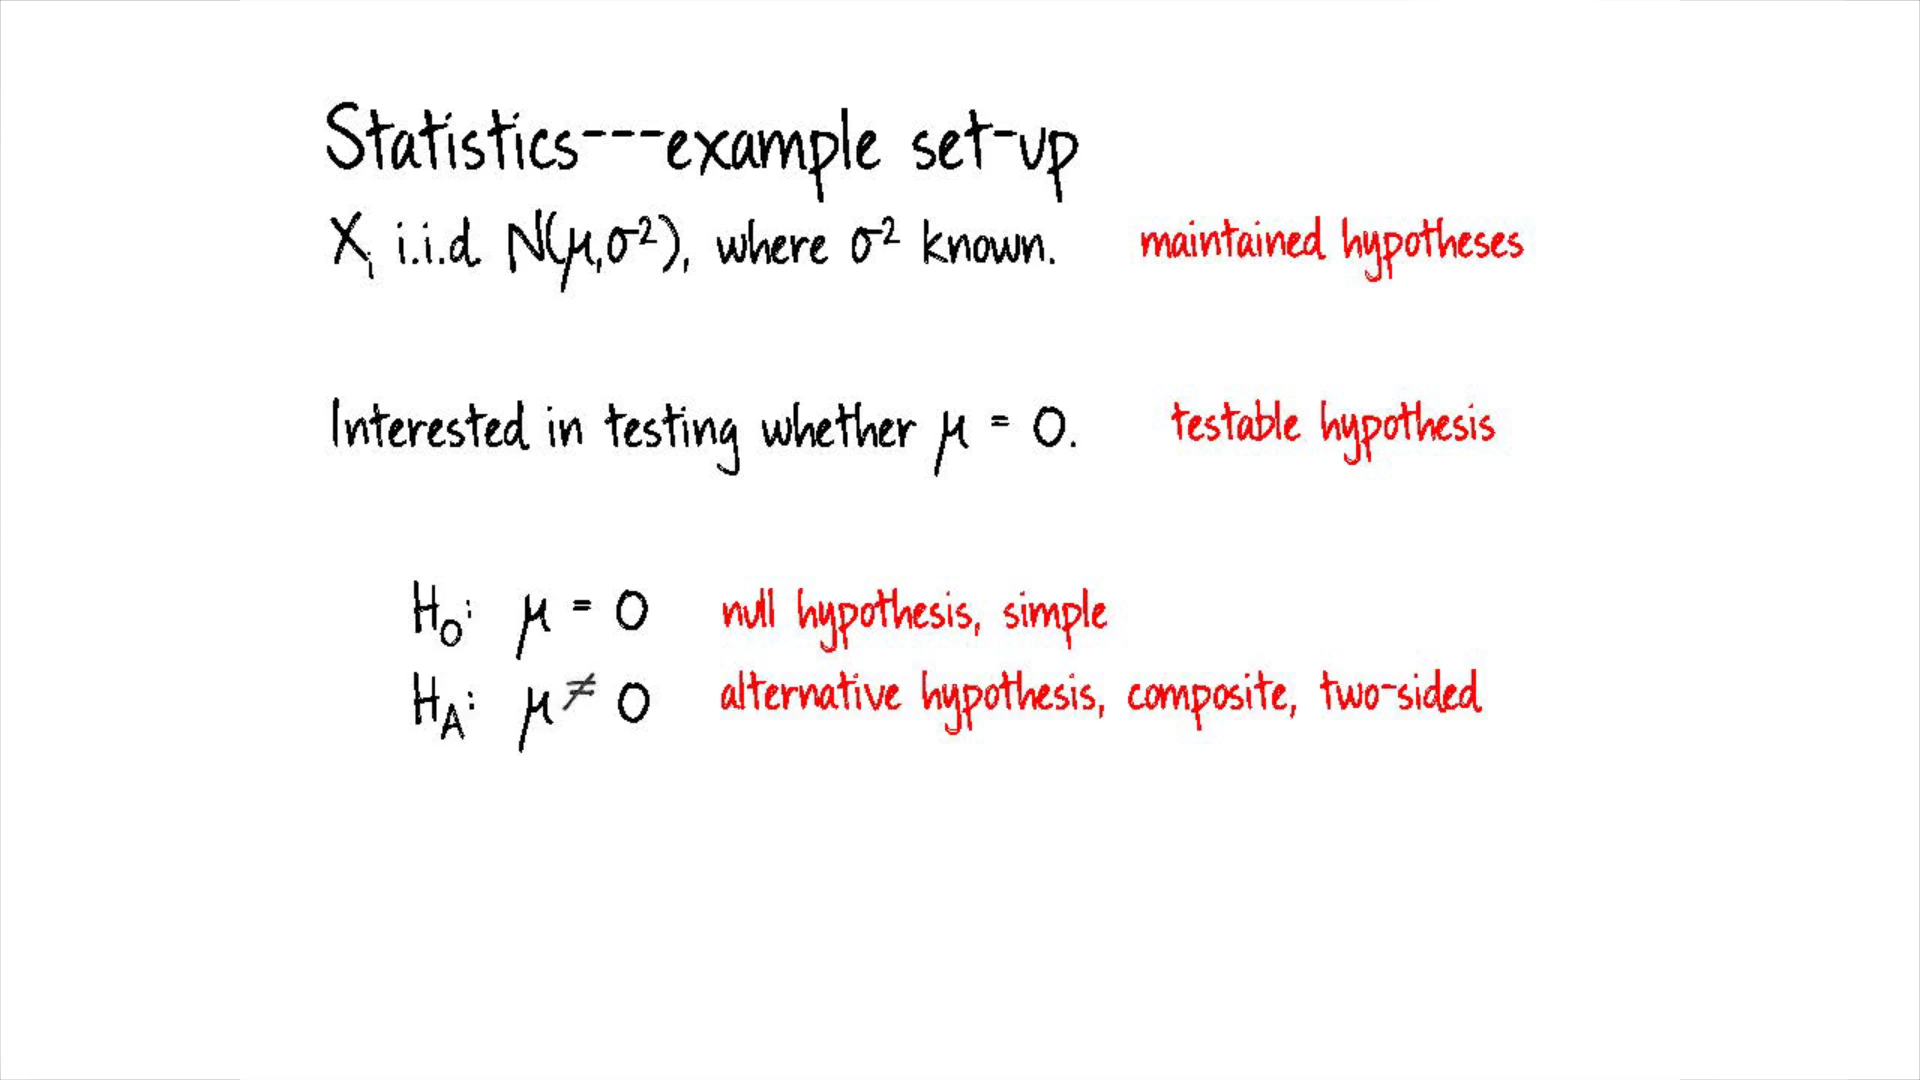 Statistics---example set-up
Xᵢ i.i.d. N(μ,σ²), where σ² known. maintained hypotheses
Interested in testing whether μ = 0. testable hypothesis
H₀: μ = 0 null hypothesis, simple
H_A: μ ≠ 0 alternative hypothesis, composite, two-sided